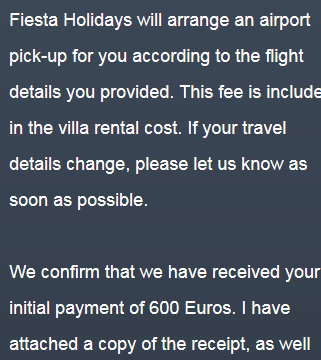 Fiesta Holidays will arrange an airport
pick-up for you according to the flight
details you provided. This fee is include
in the villa rental cost. If your travel
details change, please let us know as
soon as possible.
We confirm that we have received your
initial payment of 600 Euros. I have
attached a copy of the receipt, as well